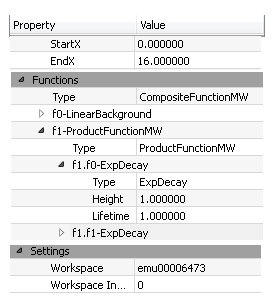 Property Value
StartX 0.000000
EndX 16.000000
Functions
Type CompositeFunctionMW
f0-LinearBackground
f1-ProductFunctionMW
Type ProductFunctionMW
f1.f0-ExpDecay
Type ExpDecay
Height 1.000000
Lifetime 1.000000
f1.f1-ExpDecay
Settings
Workspace emu00006473
Workspace In... 0